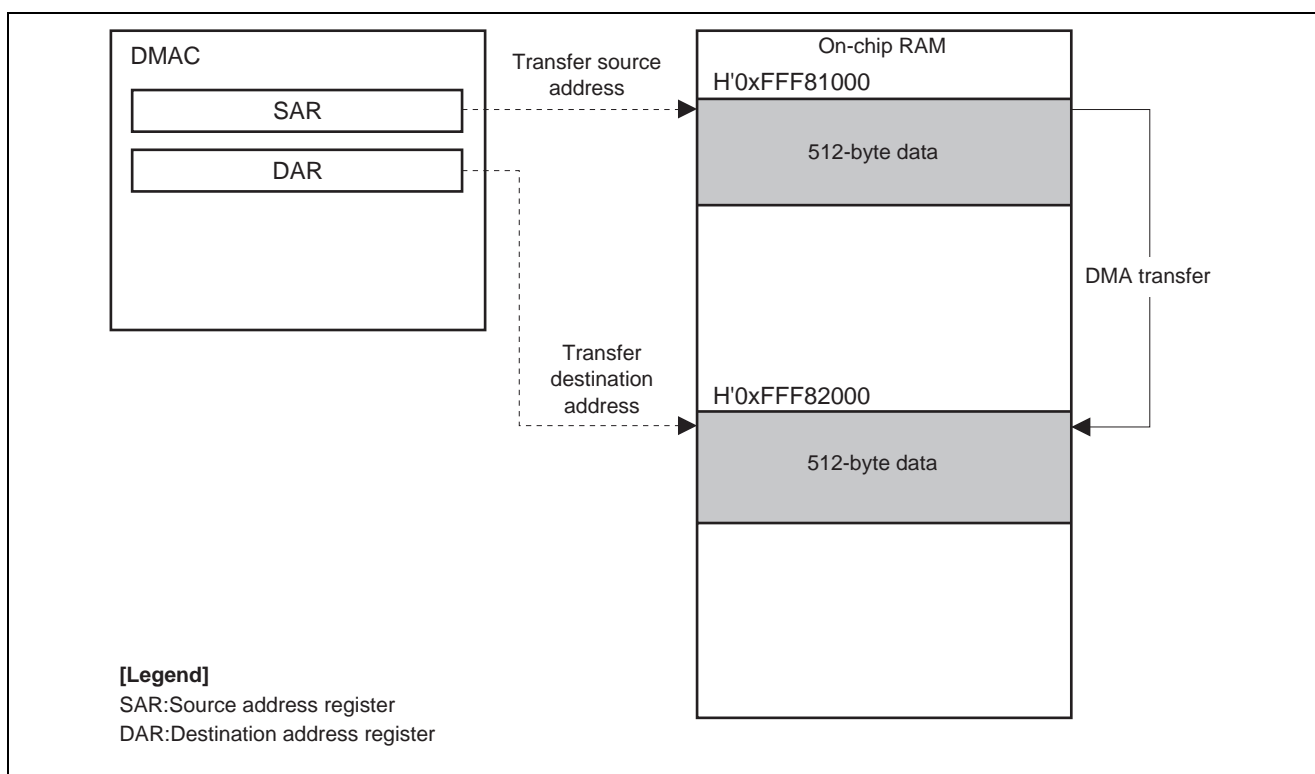 DMAC
SAR
DAR
Transfer source
address
Transfer
destination
address
On-chip RAM
H'0xFFF81000
512-byte data
H'0xFFF82000
512-byte data
DMA transfer
[Legend]
SAR:Source address register
DAR:Destination address register